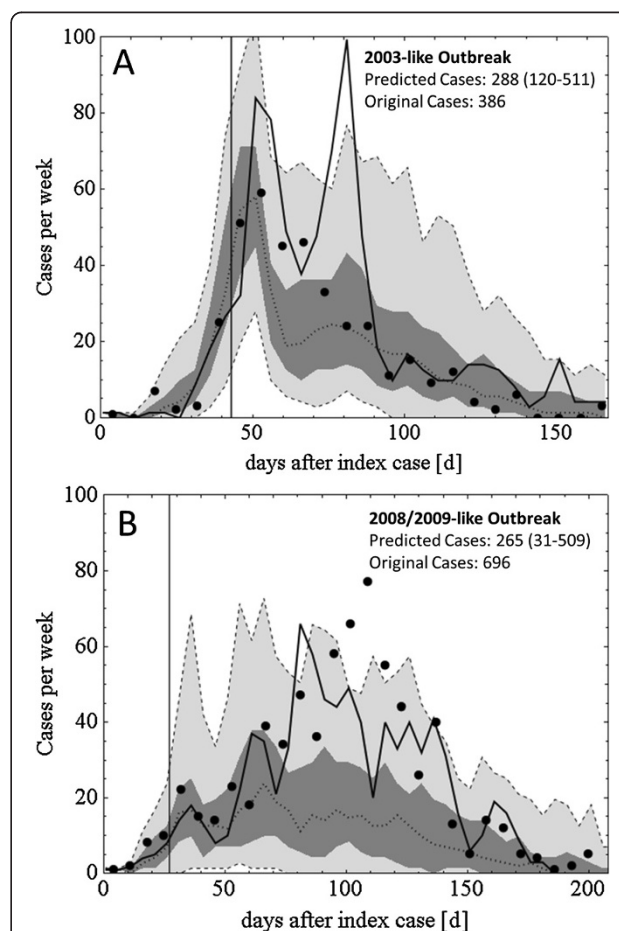 A
2003-like Outbreak
Predicted Cases: 288 (120-511)
Original Cases: 386
Cases per week
100
80
60
40
20
0
0 50 100 150
days after index case [d]
B
2008/2009-like Outbreak
Predicted Cases: 265 (31-509)
Original Cases: 696
Cases per week
100
80
60
40
20
0
0 50 100 150 200
days after index case [d]